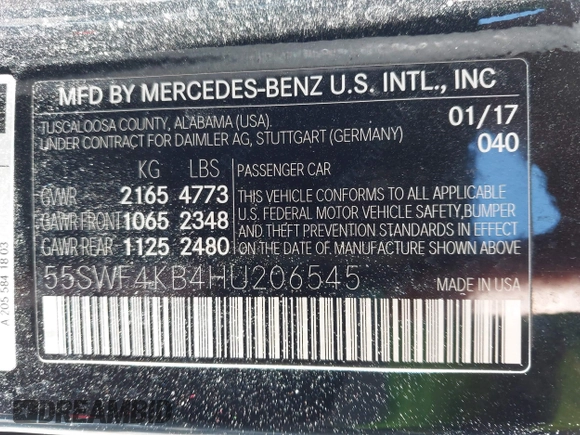 MFD BY MERCEDES-BENZ U.S. INTL., INC
TUSCALOOSA COUNTY, ALABAMA (USA). 01/17
UNDER CONTRACT FOR DAIMLER AG, STUTTGART (GERMANY) 040
KG LBS PASSENGER CAR
GVWR 2165 4773 THIS VEHICLE CONFORMS TO ALL APPLICABLE
GAWR FRONT 1065 2348 U.S. FEDERAL MOTOR VEHICLE SAFETY,BUMPER
GAWR REAR 1125 2480 AND THEFT PREVENTION STANDARDS IN EFFECT
ON THE DATE OF MANUFACTURE SHOWN ABOVE.
55SWF4KB4HU206545 MADE IN USA
A 205 584 18 03
DREAMBID